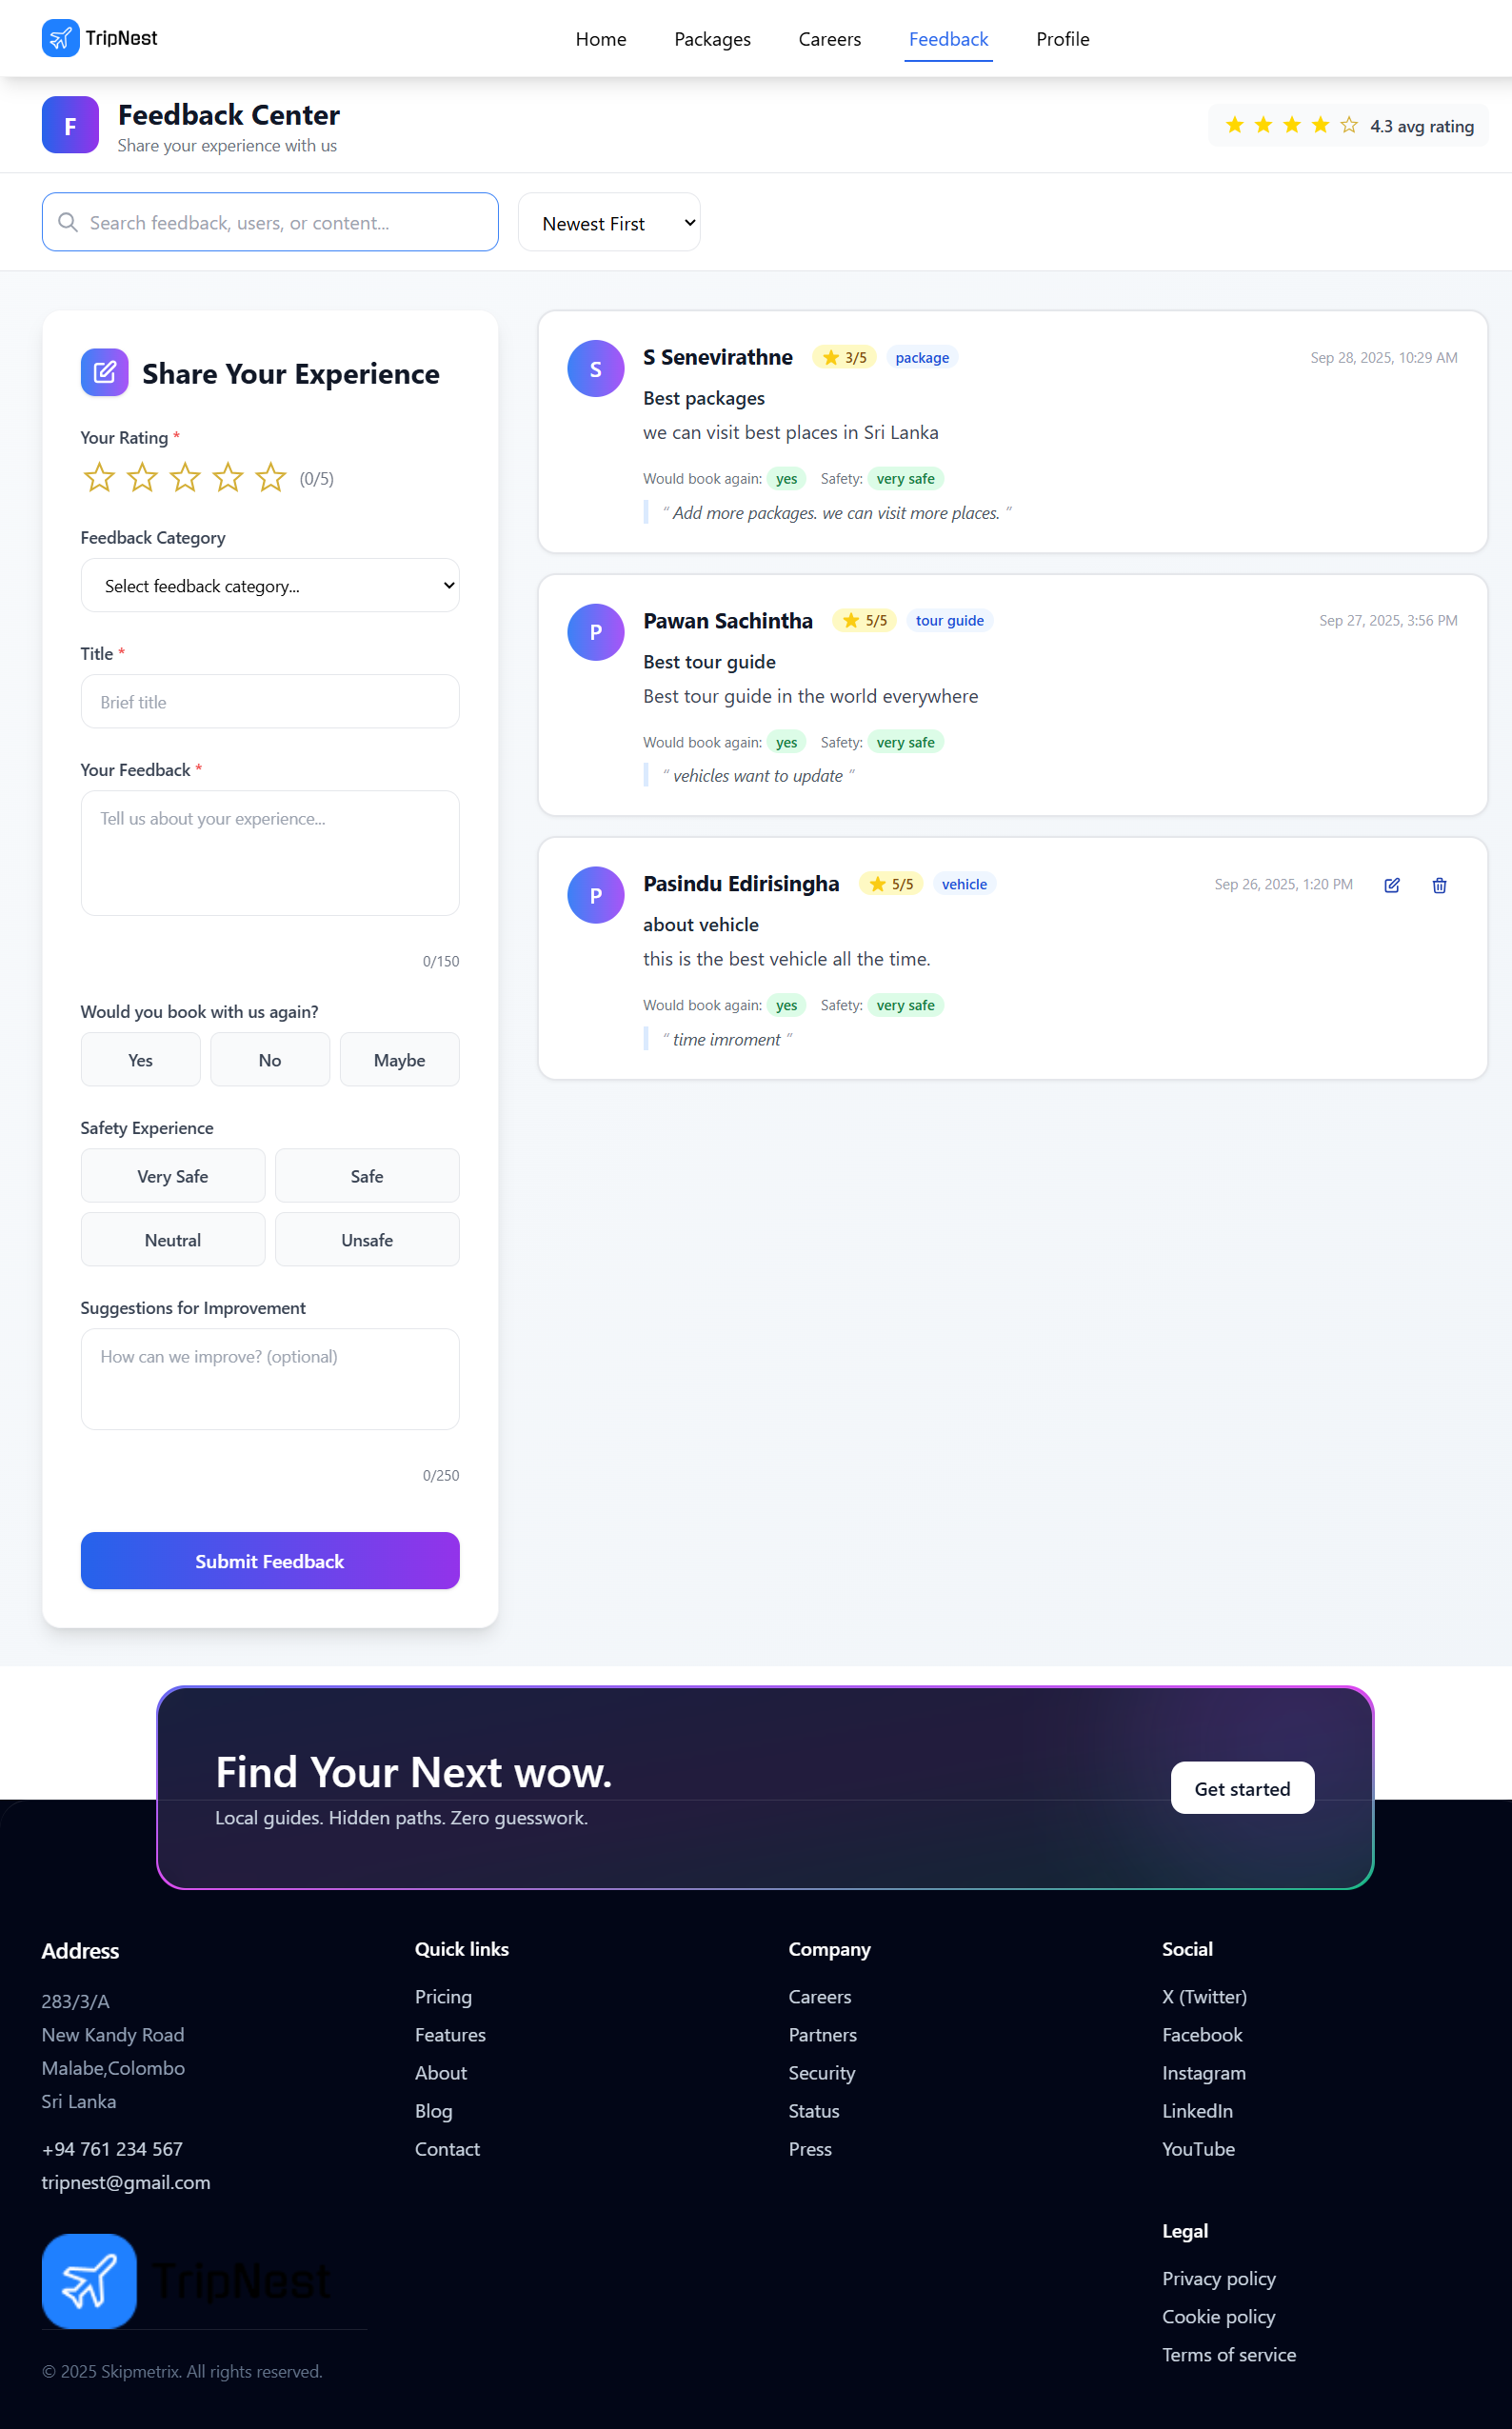 TripNest
Home Packages Careers Feedback Profile
F
Feedback Center
Share your experience with us
4.3 avg rating
Search feedback, users, or content...
Newest First
Share Your Experience
Your Rating *
(0/5)
Feedback Category
Select feedback category...
Title *
Brief title
Your Feedback *
Tell us about your experience...
0/150
Would you book with us again?
Yes No Maybe
Safety Experience
Very Safe Safe
Neutral Unsafe
Suggestions for Improvement
How can we improve? (optional)
0/250
Submit Feedback
S
S Senevirathne 3/5 package Sep 28, 2025, 10:29 AM
Best packages
we can visit best places in Sri Lanka
Would book again: yes Safety: very safe
“ Add more packages. we can visit more places. ”
P
Pawan Sachintha 5/5 tour guide Sep 27, 2025, 3:56 PM
Best tour guide
Best tour guide in the world everywhere
Would book again: yes Safety: very safe
“ vehicles want to update ”
P
Pasindu Edirisingha 5/5 vehicle Sep 26, 2025, 1:20 PM
about vehicle
this is the best vehicle all the time.
Would book again: yes Safety: very safe
“ time imroment ”
Find Your Next wow.
Local guides. Hidden paths. Zero guesswork.
Get started
Address
283/3/A
New Kandy Road
Malabe,Colombo
Sri Lanka
+94 761 234 567
tripnest@gmail.com
TripNest
© 2025 Skipmetrix. All rights reserved.
Quick links
Pricing
Features
About
Blog
Contact
Company
Careers
Partners
Security
Status
Press
Social
X (Twitter)
Facebook
Instagram
LinkedIn
YouTube
Legal
Privacy policy
Cookie policy
Terms of service